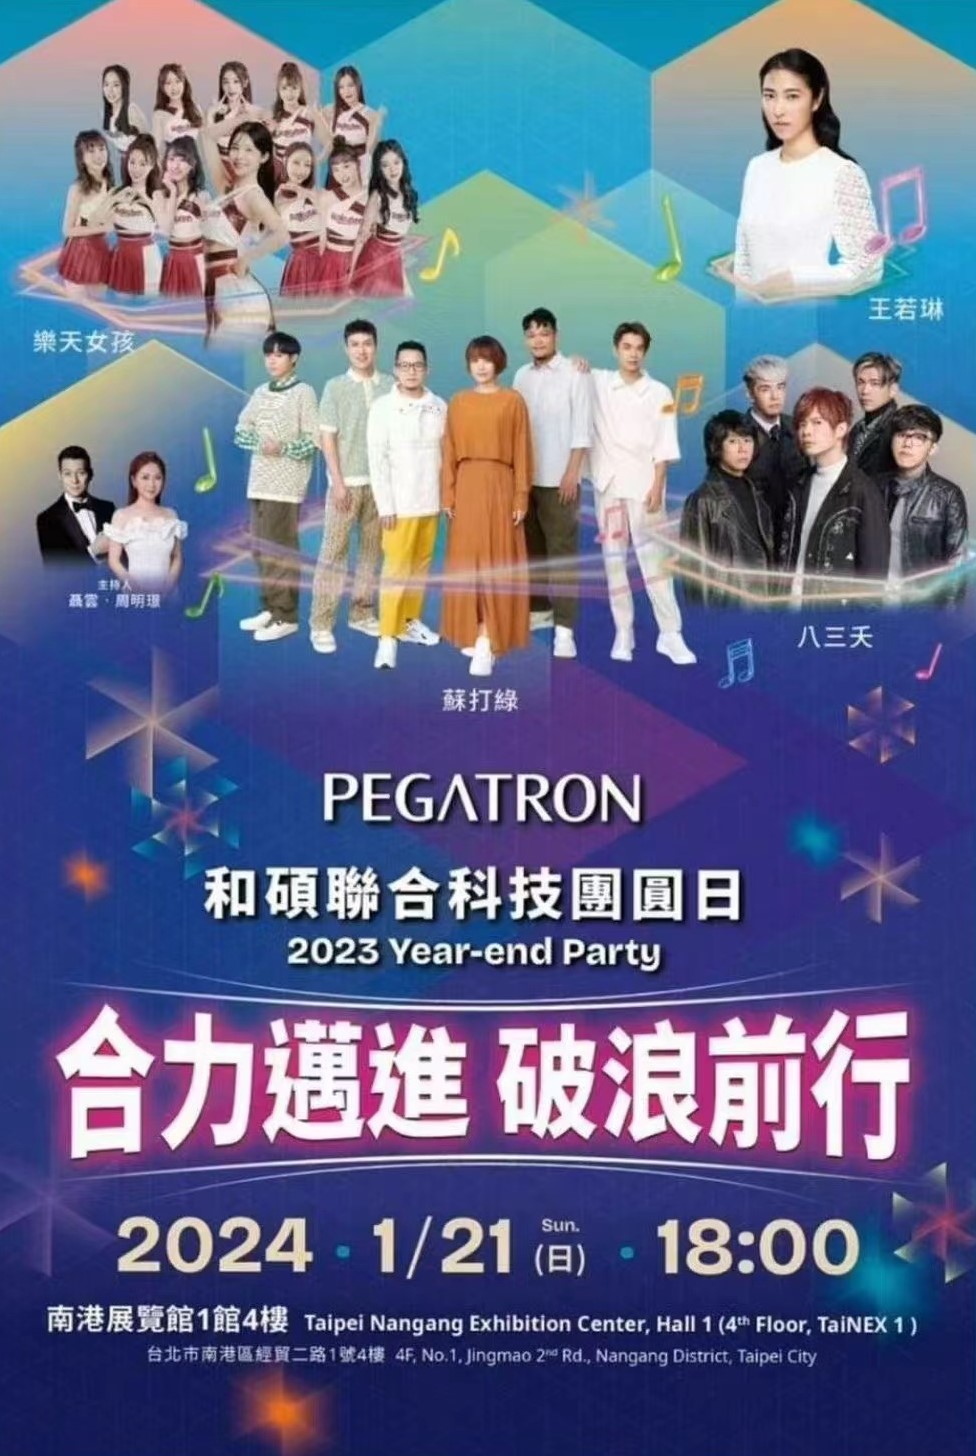 樂天女孩
王若琳
主持人
聶雲・周明璟
八三夭
蘇打綠
PEGATRON
和碩聯合科技團圓日
2023 Year-end Party
合力邁進 破浪前行
2024・1/21 Sun. (日)・18:00
南港展覽館1館4樓 Taipei Nangang Exhibition Center, Hall 1 (4th Floor, TaiNEX 1)
台北市南港區經貿二路1號4樓 4F, No.1, Jingmao 2nd Rd., Nangang District, Taipei City